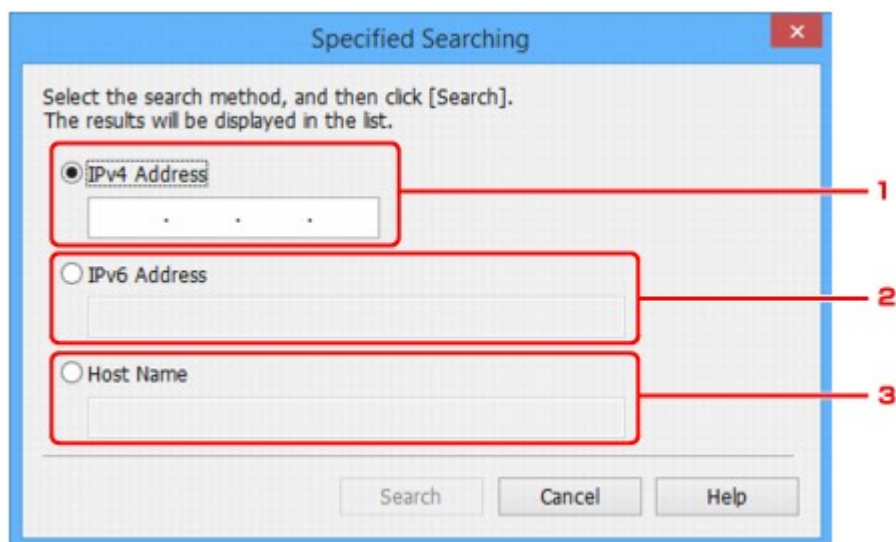 Specified Searching
Select the search method, and then click [Search].
The results will be displayed in the list.
IPv4 Address
1
. . .
IPv6 Address
2
Host Name
3
Search Cancel Help